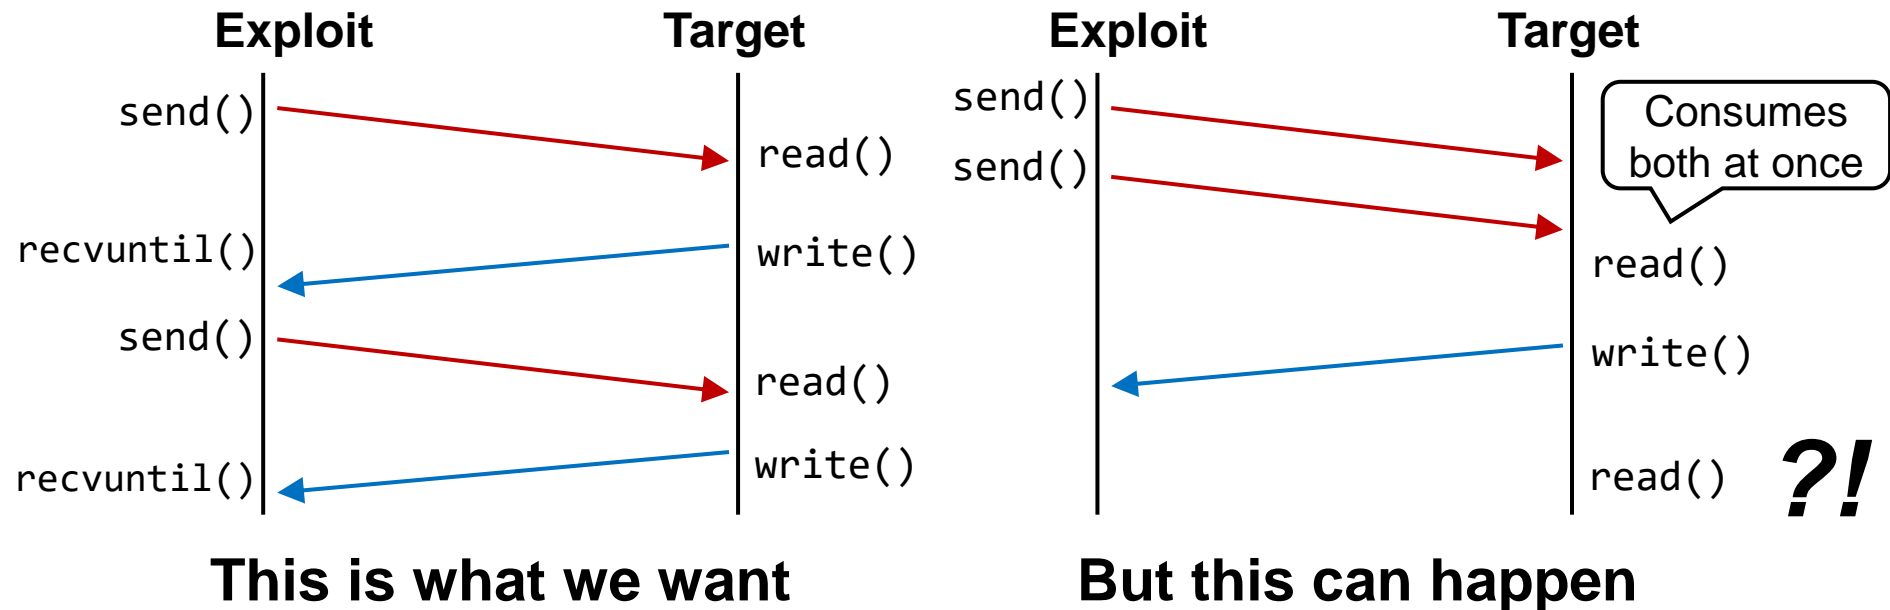 Exploit
Target
send()
read()
recvuntil()
write()
send()
read()
recvuntil()
write()
This is what we want
Exploit
Target
send()
send()
Consumes
both at once
read()
write()
read()
?!
But this can happen